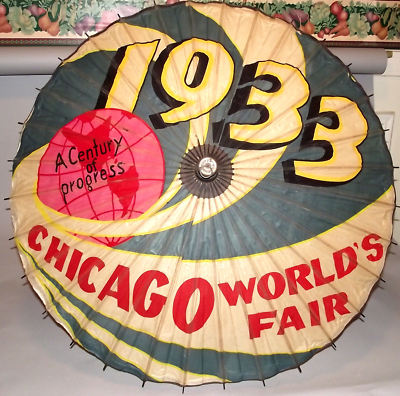 1933
A Century
of
progress
CHICAGO WORLD'S
FAIR